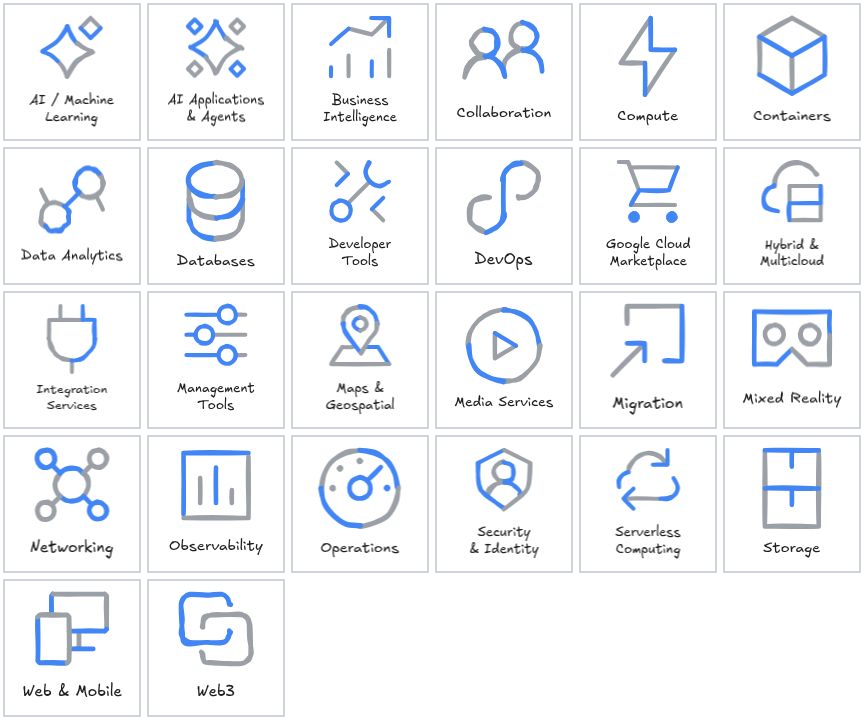 AI / Machine
Learning
AI Applications
& Agents
Business
Intelligence
Collaboration
Compute
Containers
Data Analytics
Databases
Developer
Tools
DevOps
Google Cloud
Marketplace
Hybrid &
Multicloud
Integration
Services
Management
Tools
Maps &
Geospatial
Media Services
Migration
Mixed Reality
Networking
Observability
Operations
Security
& Identity
Serverless
Computing
Storage
Web & Mobile
Web3